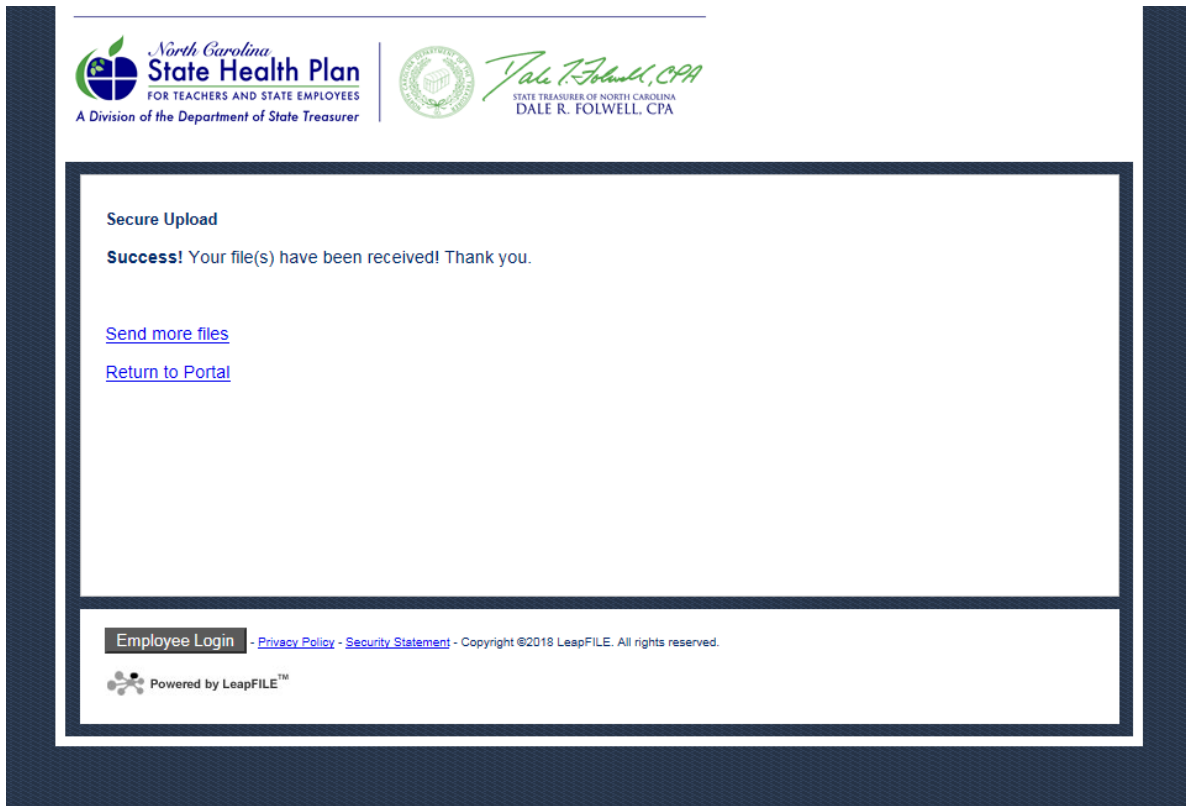 North Carolina
State Health Plan
FOR TEACHERS AND STATE EMPLOYEES
A Division of the Department of State Treasurer
STATE TREASURER OF NORTH CAROLINA
DALE R. FOLWELL, CPA
Secure Upload
Success! Your file(s) have been received! Thank you.
Send more files
Return to Portal
Employee Login - Privacy Policy - Security Statement - Copyright ©2018 LeapFILE. All rights reserved.
Powered by LeapFILE™